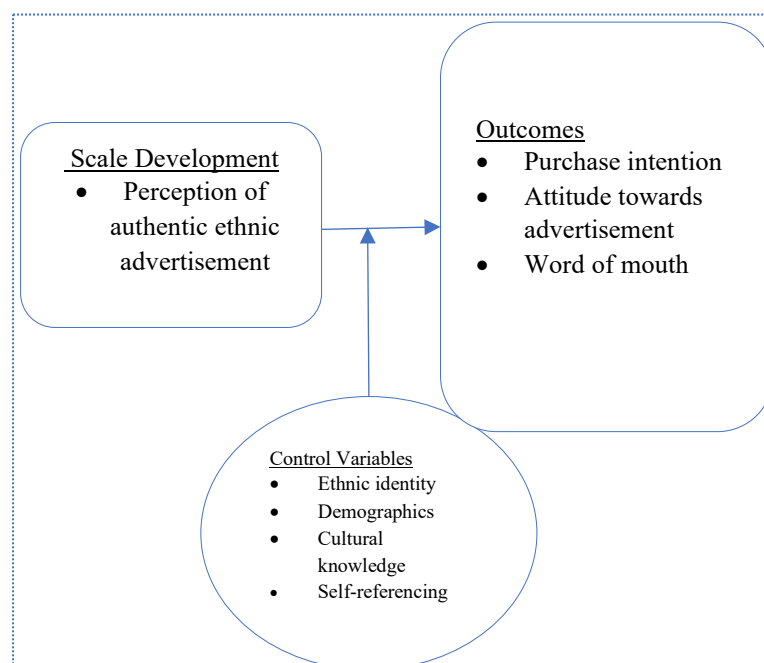 Scale Development
• Perception of
authentic ethnic
advertisement
Outcomes
• Purchase intention
• Attitude towards
advertisement
• Word of mouth
Control Variables
• Ethnic identity
• Demographics
• Cultural
knowledge
• Self-referencing